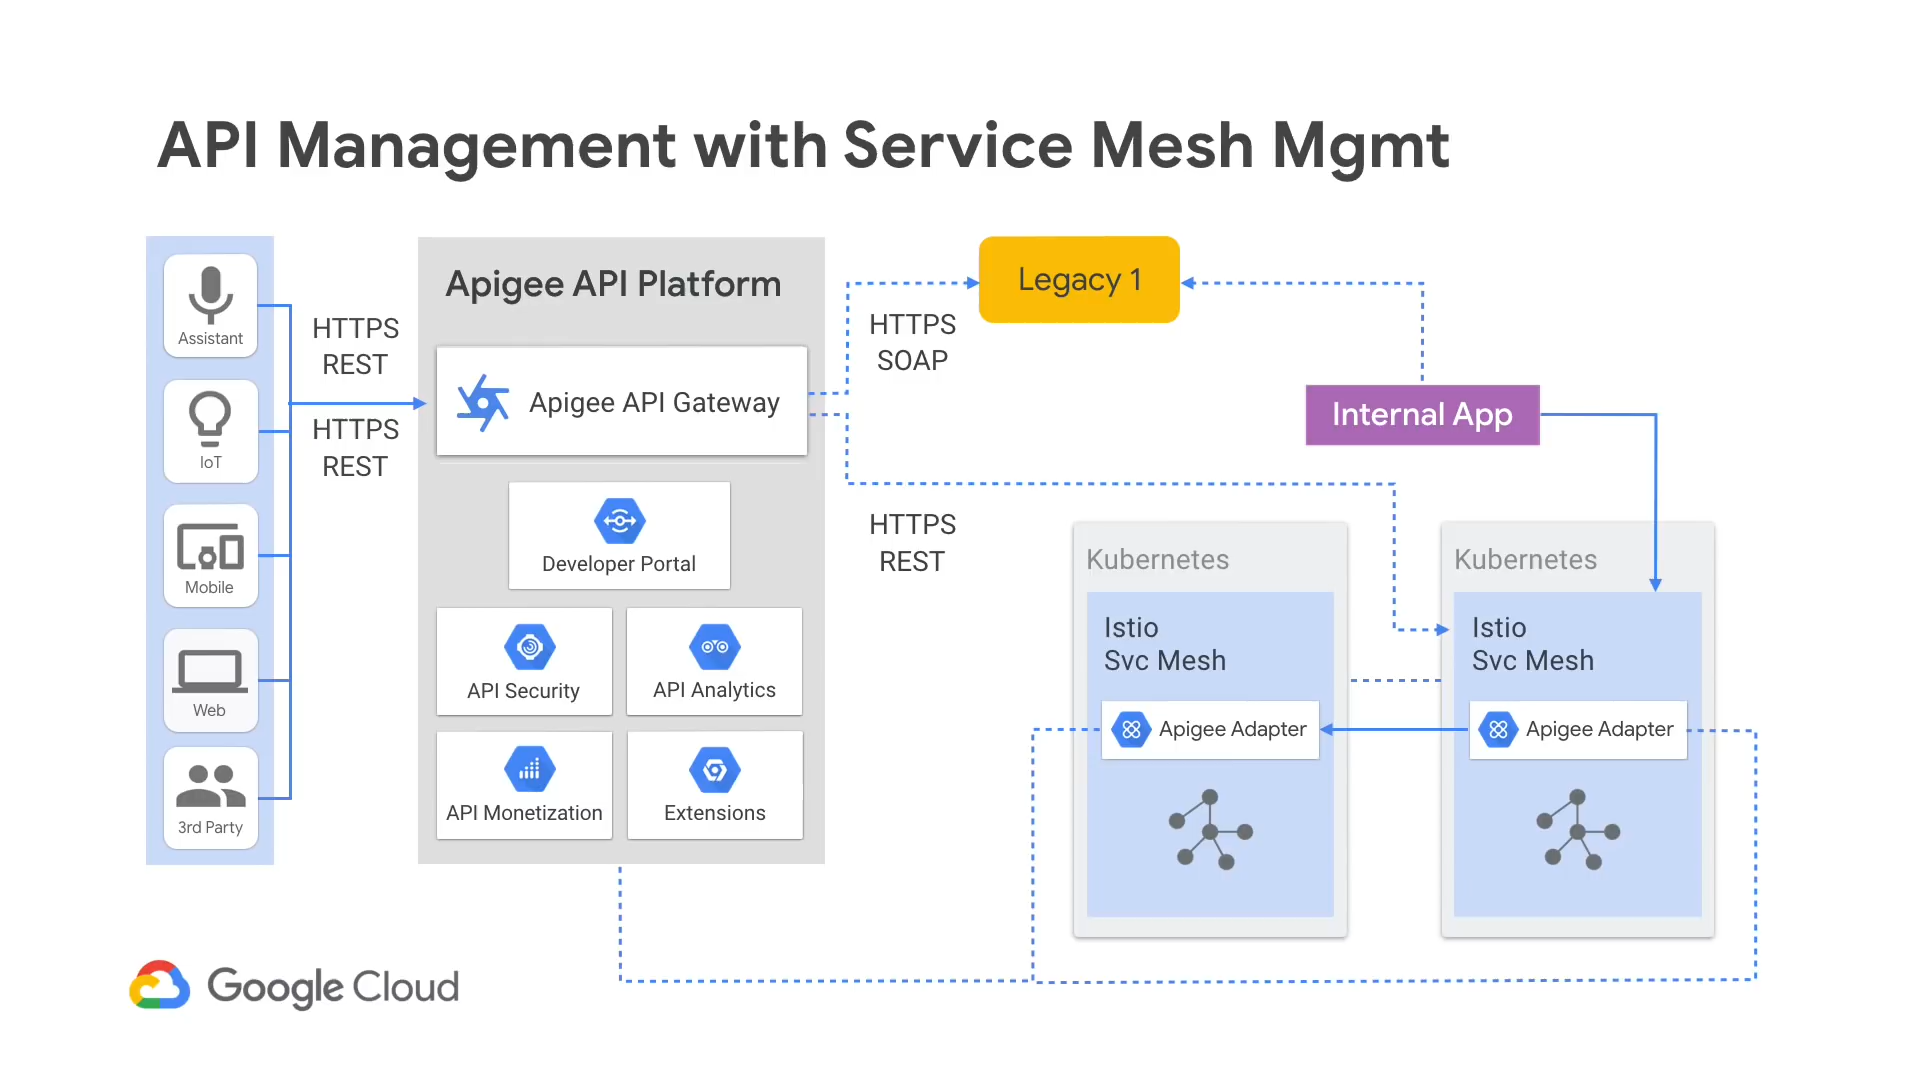 API Management with Service Mesh Mgmt
Assistant
IoT
Mobile
Web
3rd Party
HTTPS
REST
HTTPS
REST
Apigee API Platform
Apigee API Gateway
Developer Portal
API Security
API Analytics
API Monetization
Extensions
HTTPS
SOAP
HTTPS
REST
Legacy 1
Internal App
Kubernetes
Istio
Svc Mesh
Apigee Adapter
Kubernetes
Istio
Svc Mesh
Apigee Adapter
Google Cloud